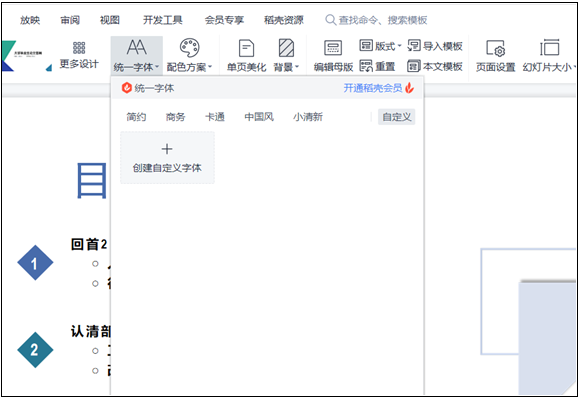 放映 审阅 视图 开发工具 会员专享 稻壳资源 查找命令、搜索模板
更多设计 统一字体 配色方案 单页美化 背景 编辑母版 版式 重置 导入模板 本文模板 页面设置 幻灯片大小
统一字体 开通稻壳会员
简约 商务 卡通 中国风 小清新 自定义
+
创建自定义字体
目
回首2
1
认清部
2